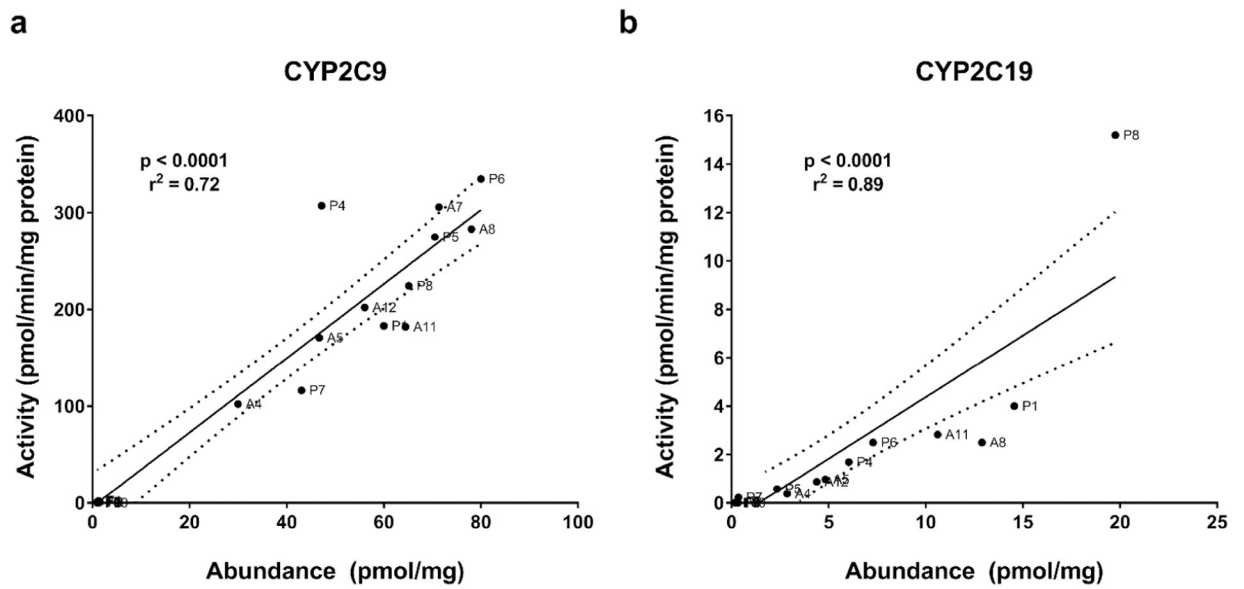 a
CYP2C9
400
300
200
100
0
0 20 40 60 80 100
p < 0.0001
r² = 0.72
P6
P4
A7
P5
A8
P8
A12
A11
A5
P7
A4
Activity (pmol/min/mg protein)
Abundance (pmol/mg)
b
CYP2C19
16
14
12
10
8
6
4
2
0
0 5 10 15 20 25
p < 0.0001
r² = 0.89
P8
P1
A11
A8
P6
P4
A5
A12
P5
A4
P7
Activity (pmol/min/mg protein)
Abundance (pmol/mg)